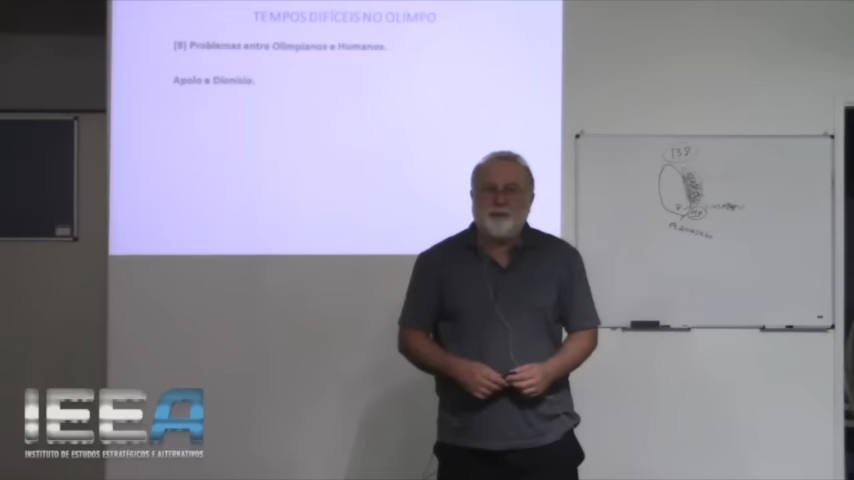 TEMPOS DIFÍCEIS NO OLIMPO
(8) Problemas entre Olimpianos e Humanos.
Apolo e Dionísio.
IEEA
INSTITUTO DE ESTUDOS ESTRATÉGICOS E ALTERNATIVOS